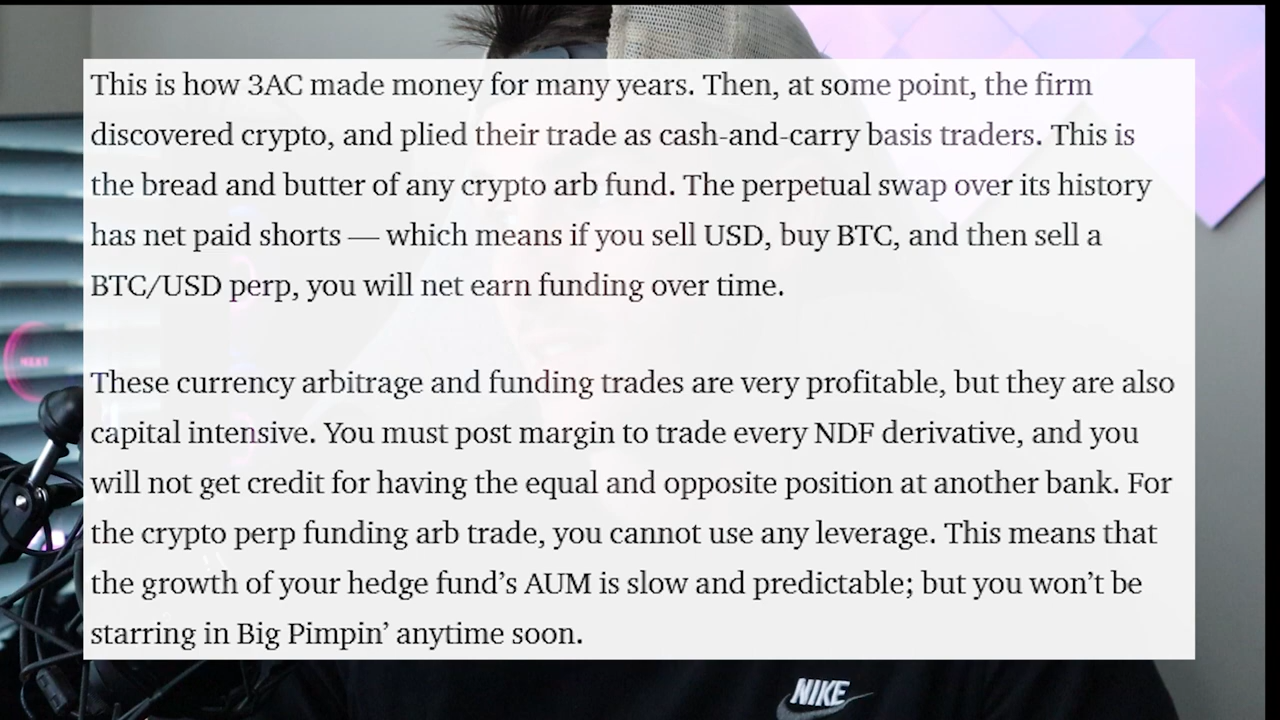 This is how 3AC made money for many years. Then, at some point, the firm
discovered crypto, and plied their trade as cash-and-carry basis traders. This is
the bread and butter of any crypto arb fund. The perpetual swap over its history
has net paid shorts — which means if you sell USD, buy BTC, and then sell a
BTC/USD perp, you will net earn funding over time.
These currency arbitrage and funding trades are very profitable, but they are also
capital intensive. You must post margin to trade every NDF derivative, and you
will not get credit for having the equal and opposite position at another bank. For
the crypto perp funding arb trade, you cannot use any leverage. This means that
the growth of your hedge fund’s AUM is slow and predictable; but you won’t be
starring in Big Pimpin’ anytime soon.
NEXT
NIKE